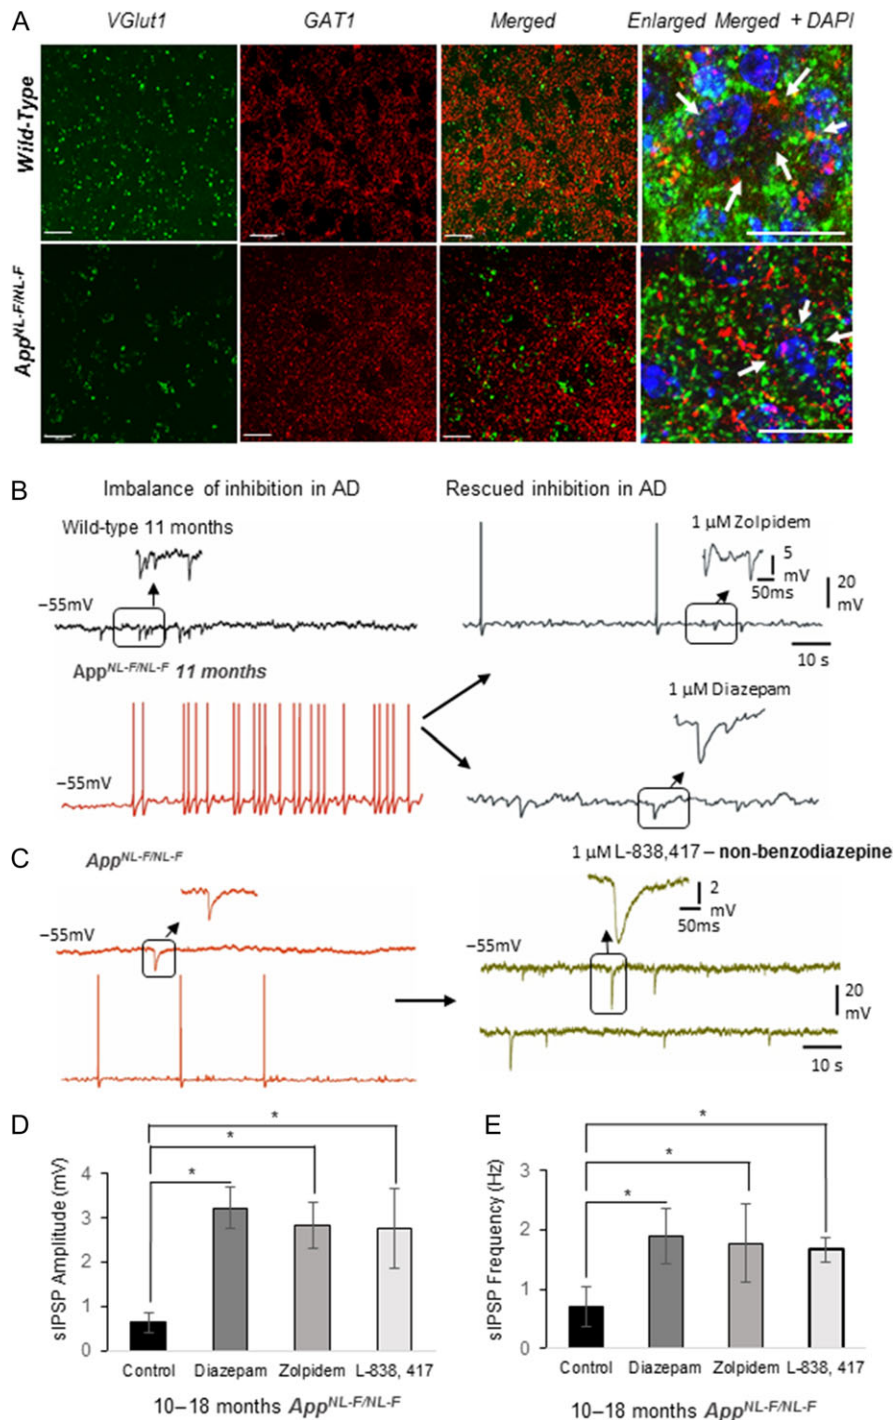 A
VGlut1 GAT1 Merged Enlarged Merged + DAPI
Wild-Type
App^NL-F/NL-F
B
Imbalance of inhibition in AD
Rescued inhibition in AD
Wild-type 11 months
1 µM Zolpidem
5
mV
50ms
20
mV
−55mV
10 s
App^NL-F/NL-F 11 months
1 µM Diazepam
−55mV
C
App^NL-F/NL-F
1 µM L-838,417 – non-benzodiazepine
2
mV
50ms
−55mV
−55mV
20
mV
10 s
D
*
*
*
sIPSP Amplitude (mV)
4
3
2
1
0
Control Diazepam Zolpidem L-838, 417
10–18 months App^NL-F/NL-F
E
*
*
*
sIPSP Frequency (Hz)
3
2
1
0
Control Diazepam Zolpidem L-838, 417
10–18 months App^NL-F/NL-F